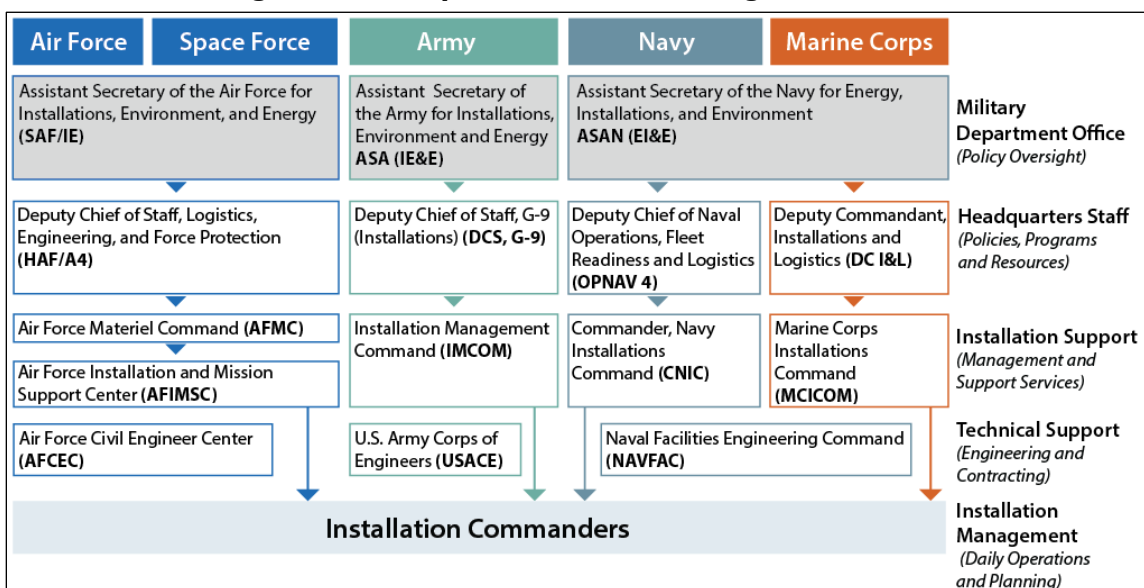 Air Force
Space Force
Army
Navy
Marine Corps
Assistant Secretary of the Air Force for
Installations, Environment, and Energy
(SAF/IE)
Assistant Secretary of
the Army for Installations,
Environment and Energy
ASA (IE&E)
Assistant Secretary of the Navy for Energy,
Installations, and Environment
ASAN (EI&E)
Military
Department Office
(Policy Oversight)
Deputy Chief of Staff, Logistics,
Engineering, and Force Protection
(HAF/A4)
Deputy Chief of Staff, G-9
(Installations) (DCS, G-9)
Deputy Chief of Naval
Operations, Fleet
Readiness and Logistics
(OPNAV 4)
Deputy Commandant,
Installations and
Logistics (DC I&L)
Headquarters Staff
(Policies, Programs
and Resources)
Air Force Materiel Command (AFMC)
Air Force Installation and Mission
Support Center (AFIMSC)
Installation Management
Command (IMCOM)
Commander, Navy
Installations
Command (CNIC)
Marine Corps
Installations
Command
(MCICOM)
Installation Support
(Management and
Support Services)
Air Force Civil Engineer Center
(AFCEC)
U.S. Army Corps of
Engineers (USACE)
Naval Facilities Engineering Command
(NAVFAC)
Technical Support
(Engineering and
Contracting)
Installation Commanders
Installation
Management
(Daily Operations
and Planning)